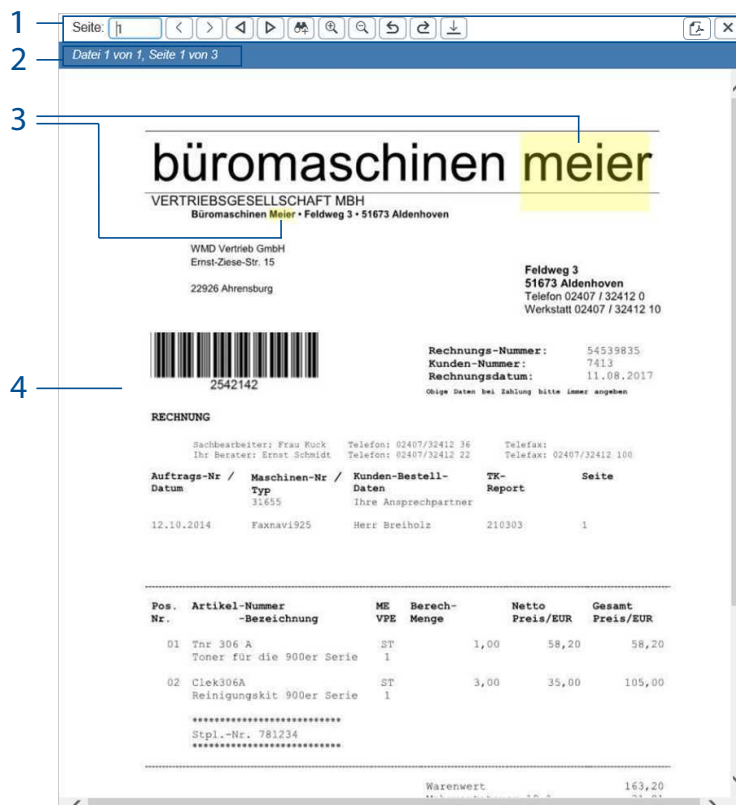 1
2
3
4
Seite: 1
Datei 1 von 1, Seite 1 von 3
büromaschinen meier
VERTRIEBSGESELLSCHAFT MBH
Büromaschinen Meier • Feldweg 3 • 51673 Aldenhoven
WMD Vertrieb GmbH
Ernst-Ziese-Str. 15
22926 Ahrensburg
Feldweg 3
51673 Aldenhoven
Telefon 02407 / 32412 0
Werkstatt 02407 / 32412 10
2542142
Rechnungs-Nummer: 54539835
Kunden-Nummer: 7413
Rechnungsdatum: 11.08.2017
Obige Daten bei Zahlung bitte immer angeben
RECHNUNG
Sachbearbeiter: Frau Kuck Telefon: 02407/32412 36 Telefax:
Ihr Berater: Ernst Schmidt Telefon: 02407/32412 22 Telefax: 02407/32412 100
Auftrags-Nr / Maschinen-Nr / Kunden-Bestell- TK- Seite
Datum Typ Daten Report
31655 Ihre Ansprechpartner
12.10.2014 Faxnavi925 Herr Breiholz 210303 1
Pos. Artikel-Nummer ME Berech- Netto Gesamt
Nr. -Bezeichnung VPE Menge Preis/EUR Preis/EUR
01 Tnr 306 A ST 1,00 58,20 58,20
Toner für die 900er Serie 1
02 Clek306A ST 3,00 35,00 105,00
Reinigungskit 900er Serie 1
***************************
Stpl.-Nr. 781234
***************************
Warenwert 163,20